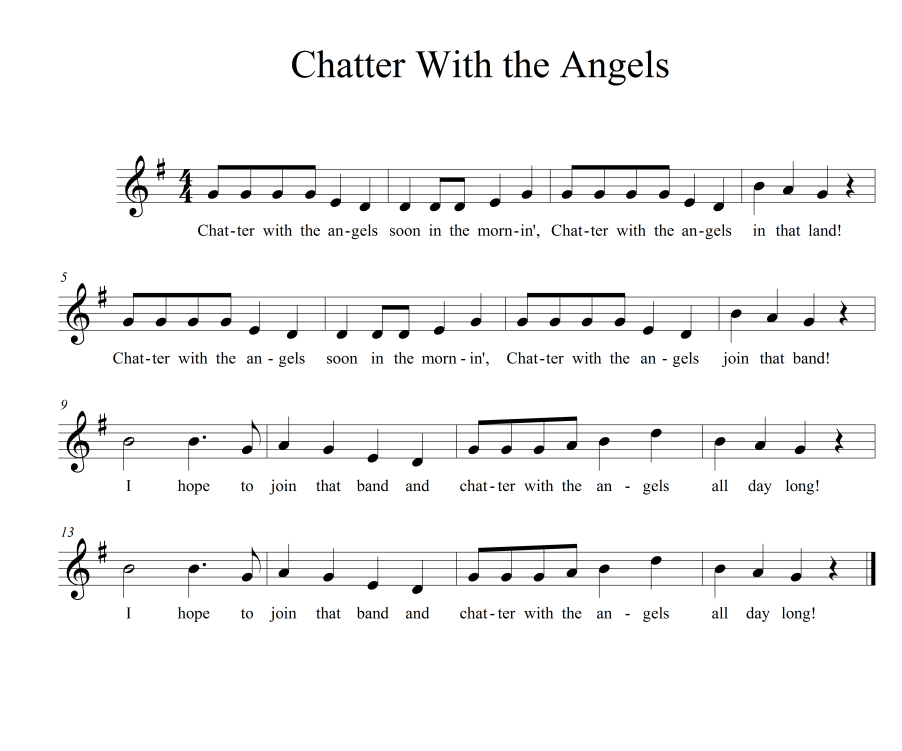 Chatter With the Angels
4
4
Chat-ter with the an-gels soon in the morn-in', Chat-ter with the an-gels in that land!
5
Chat-ter with the an - gels soon in the morn - in', Chat-ter with the an - gels join that band!
9
I hope to join that band and chat-ter with the an - gels all day long!
13
I hope to join that band and chat-ter with the an - gels all day long!